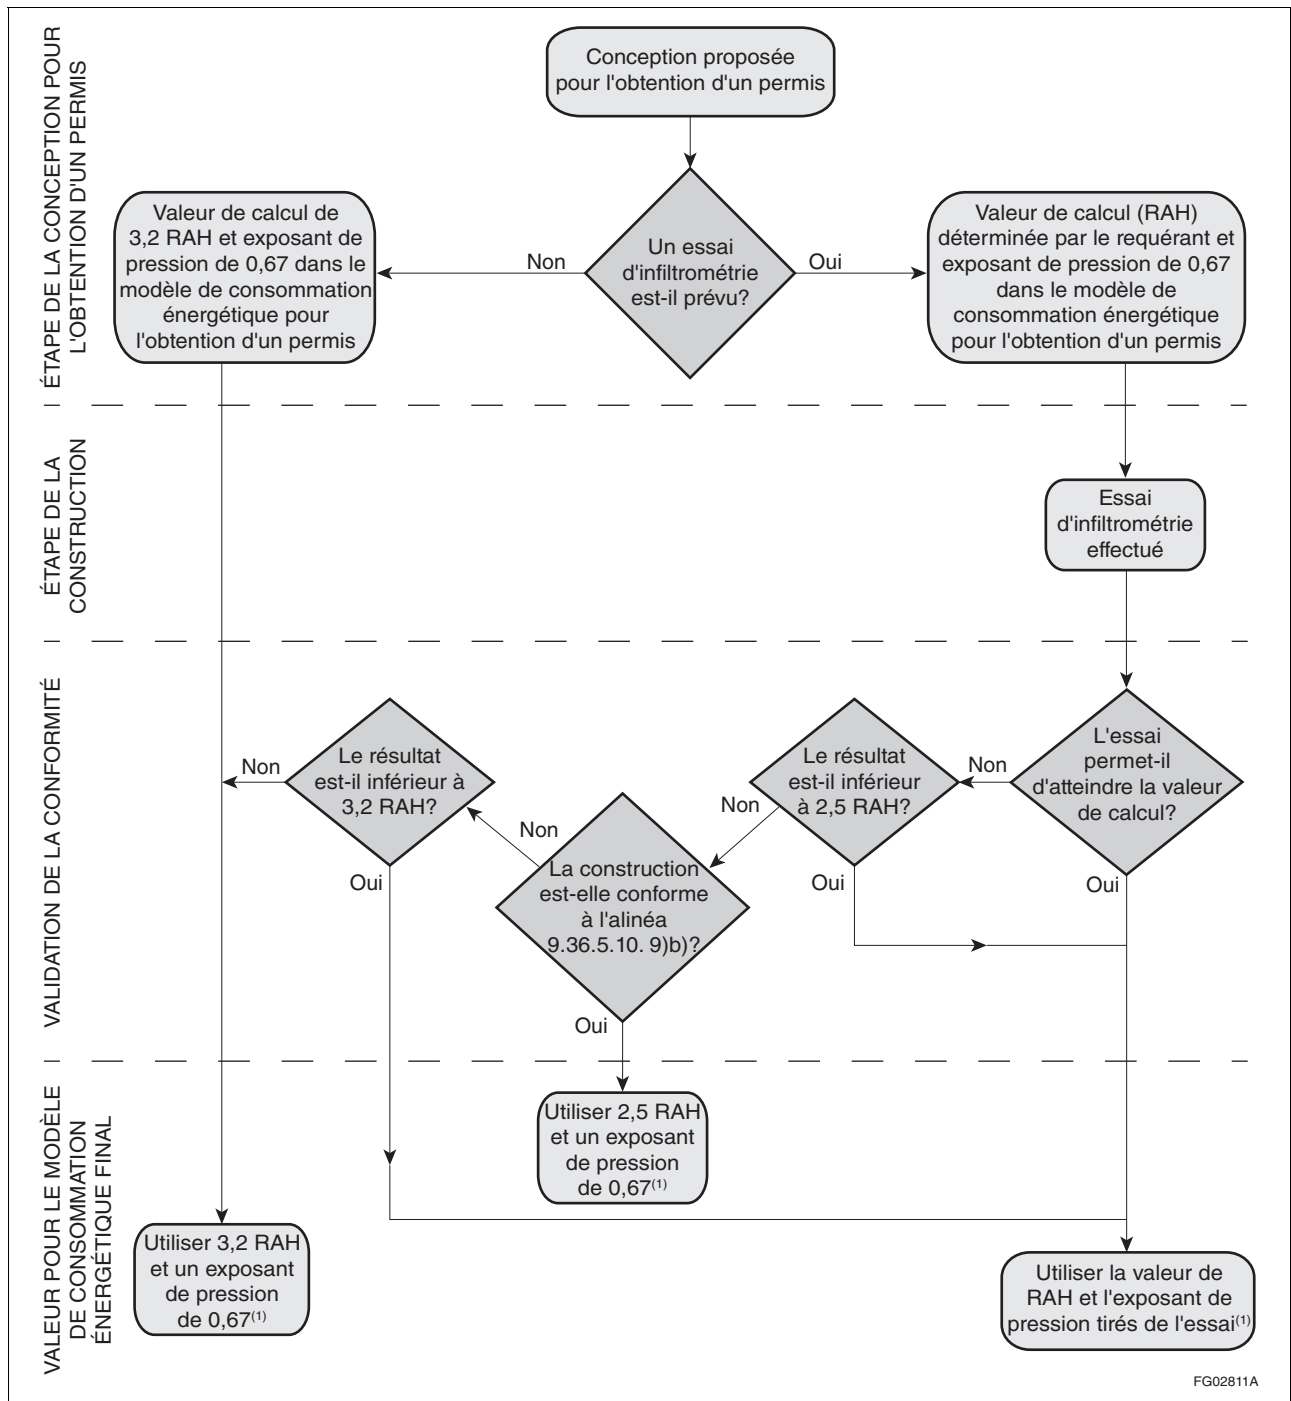 ÉTAPE DE LA CONCEPTION POUR
L'OBTENTION D'UN PERMIS
Conception proposée
pour l'obtention d'un permis
Valeur de calcul de
3,2 RAH et exposant de
pression de 0,67 dans le
modèle de consommation
énergétique pour
l'obtention d'un permis
Non
Un essai
d'infiltrométrie
est-il prévu?
Oui
Valeur de calcul (RAH)
déterminée par le requérant et
exposant de pression de 0,67
dans le modèle de
consommation énergétique
pour l'obtention d'un permis
ÉTAPE DE LA
CONSTRUCTION
Essai
d'infiltrométrie
effectué
VALIDATION DE LA CONFORMITÉ
L'essai
permet-il
d'atteindre la valeur
de calcul?
Non
Oui
Le résultat
est-il inférieur
à 2,5 RAH?
Non
Oui
La construction
est-elle conforme
à l'alinéa
9.36.5.10. 9)b)?
Non
Oui
Le résultat
est-il inférieur à
3,2 RAH?
Non
Oui
VALEUR POUR LE MODÈLE
DE CONSOMMATION
ÉNERGÉTIQUE FINAL
Utiliser 3,2 RAH
et un exposant
de pression
de 0,67(1)
Utiliser 2,5 RAH
et un exposant
de pression
de 0,67(1)
Utiliser la valeur de
RAH et l'exposant de
pression tirés de l'essai(1)
FG02811A